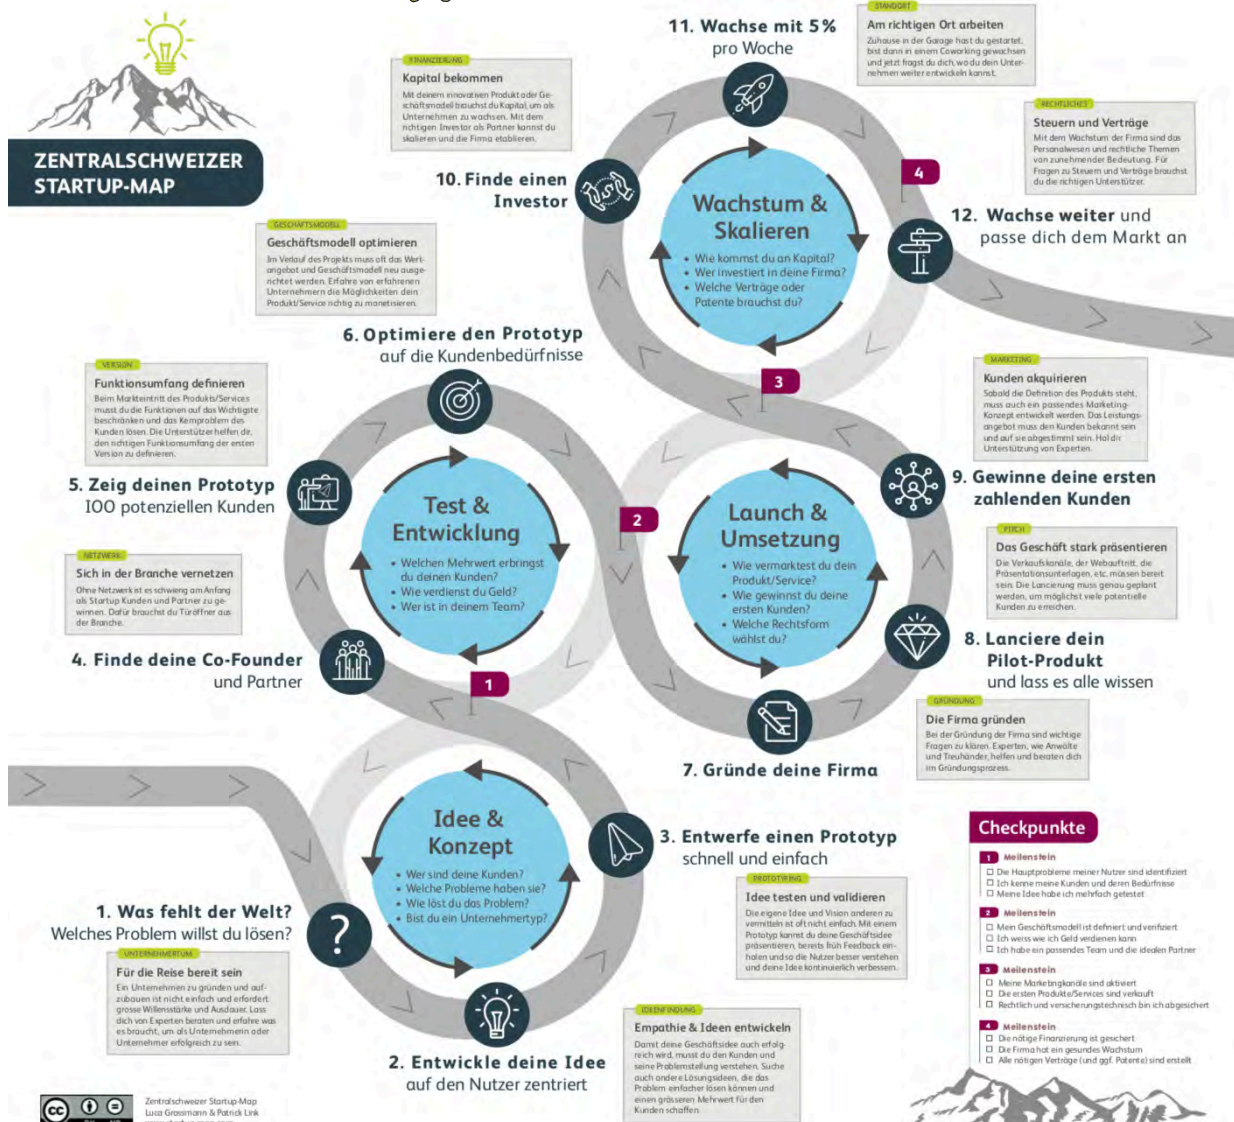 ZENTRALSCHWEIZER
STARTUP-MAP
11. Wachse mit 5%
pro Woche
STANDORT
Am richtigen Ort arbeiten
Zuhause in der Garage hast du gestartet,
bist dann in einem Coworking gewachsen
und jetzt fragst du dich, wo du dein Unter-
nehmen weiter entwickeln kannst.
FINANZIERUNG
Kapital bekommen
Mit deinem innovativen Produkt oder Ge-
schäftsmodell brauchst du Kapital, um als
Unternehmen zu wachsen. Mit dem
richtigen Investor als Partner kannst du
skalieren und die Firma etablieren.
RECHTLICHES
Steuern und Verträge
Mit dem Wachstum der Firma sind das
Personalwesen und rechtliche Themen
von zunehmender Bedeutung. Für
Fragen zu Steuern und Verträge brauchst
du die richtigen Unterstützer.
10. Finde einen
Investor
4
Wachstum &
Skalieren
• Wie kommst du an Kapital?
• Wer investiert in deine Firma?
• Welche Verträge oder
Patente brauchst du?
12. Wachse weiter und
passe dich dem Markt an
GESCHÄFTSMODELL
Geschäftsmodell optimieren
Im Verlauf des Projekts muss oft das Wert-
angebot und Geschäftsmodell neu ausge-
richtet werden. Erfahre von erfahrenen
Unternehmern die Möglichkeiten dein
Produkt/Service richtig zu monetisieren.
6. Optimiere den Prototyp
auf die Kundenbedürfnisse
3
VERSION
Funktionsumfang definieren
Beim Markteintritt des Produkts/Services
musst du die Funktionen auf das Wichtigste
beschränken und das Kernproblem des
Kunden lösen. Die Unterstützer helfen dir,
den richtigen Funktionsumfang der ersten
Version zu definieren.
MARKETING
Kunden akquirieren
Sobald die Definition des Produkts steht,
muss auch ein passendes Marketing-
Konzept entwickelt werden. Das Leistungs-
angebot muss den Kunden bekannt sein
und auf sie abgestimmt sein. Hol dir
Unterstützung von Experten.
5. Zeig deinen Prototyp
100 potenziellen Kunden
Test &
Entwicklung
• Welchen Mehrwert erbringst
du deinen Kunden?
• Wie verdienst du Geld?
• Wer ist in deinem Team?
2
Launch &
Umsetzung
• Wie vermarktest du dein
Produkt/Service?
• Wie gewinnst du deine
ersten Kunden?
• Welche Rechtsform
wählst du?
9. Gewinne deine ersten
zahlenden Kunden
PITCH
Das Geschäft stark präsentieren
Die Verkaufskanäle, der Webauftritt, die
Präsentationsunterlagen, etc. müssen bereit
sein. Die Lancierung muss genau geplant
werden, um möglichst viele potentielle
Kunden zu erreichen.
NETZWERK
Sich in der Branche vernetzen
Ohne Netzwerk ist es schwierig am Anfang
als Startup Kunden und Partner zu ge-
winnen. Dafür brauchst du Türöffner aus
der Branche.
4. Finde deine Co-Founder
und Partner
1
8. Lanciere dein
Pilot-Produkt
und lass es alle wissen
GRÜNDUNG
Die Firma gründen
Bei der Gründung der Firma sind wichtige
Fragen zu klären. Experten, wie Anwälte
und Treuhänder, helfen und beraten dich
im Gründungsprozess.
7. Gründe deine Firma
Idee &
Konzept
• Wer sind deine Kunden?
• Welche Probleme haben sie?
• Wie löst du das Problem?
• Bist du ein Unternehmertyp?
3. Entwerfe einen Prototyp
schnell und einfach
PROTOTYPING
Idee testen und validieren
Die eigene Idee und Vision anderen zu
vermitteln ist oft nicht einfach. Mit einem
Prototyp kannst du deine Geschäftsidee
präsentieren, bereits früh Feedback ein-
holen und so die Nutzer besser verstehen
und deine Idee kontinuierlich verbessern.
1. Was fehlt der Welt?
Welches Problem willst du lösen?
?
UNTERNEHMERTUM
Für die Reise bereit sein
Ein Unternehmen zu gründen und auf-
zubauen ist nicht einfach und erfordert
grosse Willensstärke und Ausdauer. Lass
dich von Experten beraten und erfahre was
es braucht, um als Unternehmerin oder
Unternehmer erfolgreich zu sein.
2. Entwickle deine Idee
auf den Nutzer zentriert
IDEENFINDUNG
Empathie & Ideen entwickeln
Damit deine Geschäftsidee auch erfolg-
reich wird, musst du den Kunden und
seine Problemstellung verstehen. Suche
auch andere Lösungsideen, die das
Problem einfacher lösen können und
einen grösseren Mehrwert für den
Kunden schaffen.
Checkpunkte
1 Meilenstein
□ Die Hauptprobleme meiner Nutzer sind identifiziert
□ Ich kenne meine Kunden und deren Bedürfnisse
□ Meine Idee habe ich mehrfach getestet
2 Meilenstein
□ Mein Geschäftsmodell ist definiert und verifiziert
□ Ich weiss wie ich Geld verdienen kann
□ Ich habe ein passendes Team und die idealen Partner
3 Meilenstein
□ Meine Marketingkanäle sind aktiviert
□ Die ersten Produkte/Services sind verkauft
□ Rechtlich und versicherungstechnisch bin ich abgesichert
4 Meilenstein
□ Die nötige Finanzierung ist gesichert
□ Die Firma hat ein gesundes Wachstum
□ Alle nötigen Verträge (und ggf. Patente) sind erstellt
cc
Zentralschweizer Startup-Map
Luca Grossmann & Patrick Link